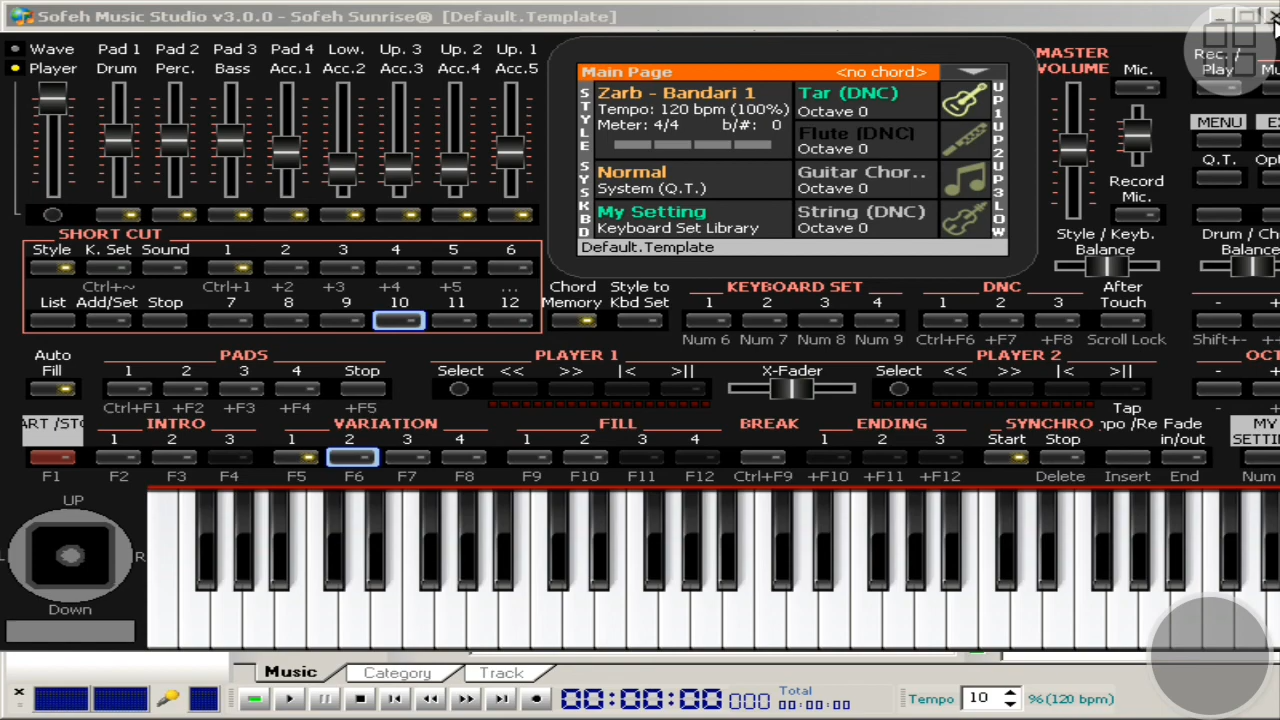 Sofeh Music Studio v3.0.0 - Sofeh Sunrise® [Default.Template]
Wave Pad 1 Pad 2 Pad 3 Pad 4 Low. Up. 3 Up. 2 Up. 1
Player Drum Perc. Bass Acc.1 Acc.2 Acc.3 Acc.4 Acc.5
Main Page <no chord>
STYLE
Zarb - Bandari 1
Tempo: 120 bpm (100%)
Meter: 4/4 b/#: 0
SYS
Normal
System (Q.T.)
KBD
My Setting
Keyboard Set Library
Tar (DNC)
Octave 0
Flute (DNC)
Octave 0
Guitar Chor..
Octave 0
String (DNC)
Octave 0
UP1 UP2 UP3 LOW
Default.Template
MASTER
VOLUME
Mic.
Rec. /
Play
MENU
Q.T.
Record
Mic.
Style / Keyb.
Balance
SHORT CUT
Style K. Set Sound 1 2 3 4 5 6
Ctrl+~ Ctrl+1 +2 +3 +4 +5 ...
List Add/Set Stop 7 8 9 10 11 12
Chord
Memory
Style to
Kbd Set
KEYBOARD SET
1 2 3 4
Num 6 Num 7 Num 8 Num 9
DNC
1 2 3
Ctrl+F6 +F7 +F8
After
Touch
Scroll Lock
- +
Shift+-
Auto
Fill
PADS
1 2 3 4 Stop
Ctrl+F1 +F2 +F3 +F4 +F5
PLAYER 1
Select << >> |< >||
X-Fader
PLAYER 2
Select << >> |< >||
- +
INTRO
1 2 3
VARIATION
1 2 3 4
FILL
1 2 3 4
BREAK
ENDING
1 2 3
SYNCHRO
Start Stop
Tap
Fade
in/out
MY
F1 F2 F3 F4 F5 F6 F7 F8 F9 F10 F11 F12 Ctrl+F9 +F10 +F11 +F12 Delete Insert End Num
UP
R
Down
Music Category Track
00:00:00 000
Total
00:00:00
Tempo 10 %(120 bpm)